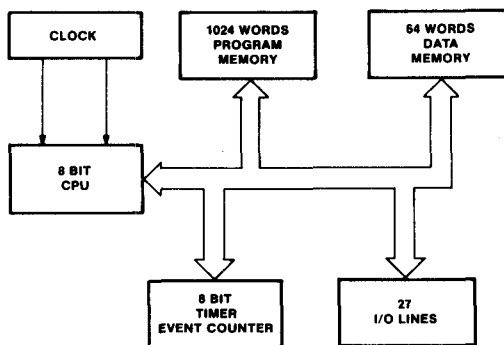 CLOCK
1024 WORDS
PROGRAM
MEMORY
64 WORDS
DATA
MEMORY
8 BIT
CPU
8 BIT
TIMER
EVENT COUNTER
27
I/O LINES